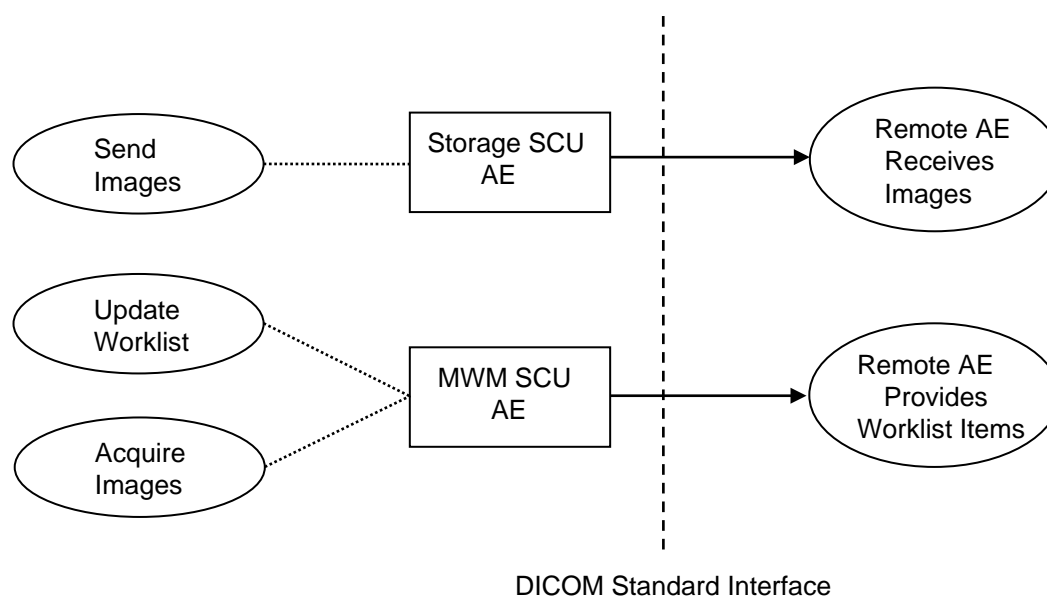 Send
Images
Storage SCU
AE
Remote AE
Receives
Images
Update
Worklist
MWM SCU
AE
Remote AE
Provides
Worklist Items
Acquire
Images
DICOM Standard Interface